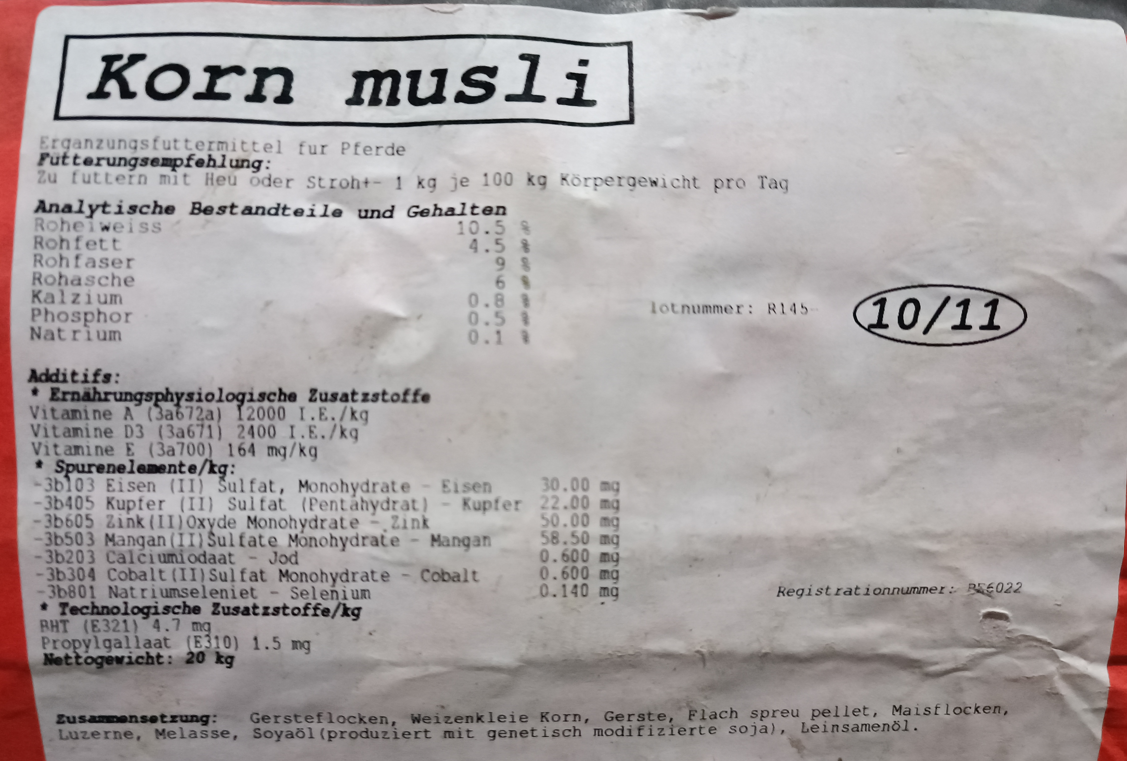 Korn musli
Erganzungsfuttermittel fur Pferde
Futterungsempfehlung:
Zu futtern mit Heu oder Stroh+- 1 kg je 100 kg Körpergewicht pro Tag
Analytische Bestandteile und Gehalten
Roheiweiss 10.5 %
Rohfett 4.5 %
Rohfaser 9 %
Rohasche 6 %
Kalzium 0.8 %
Phosphor 0.5 %
Natrium 0.1 %
lotnummer: R145-
10/11
Additifs:
* Ernährungsphysiologische Zusatzstoffe
Vitamine A (3a672a) 12000 I.E./kg
Vitamine D3 (3a671) 2400 I.E./kg
Vitamine E (3a700) 164 mg/kg
* Spurenelemente/kg:
-3b103 Eisen (II) Sulfat, Monohydrate - Eisen 30.00 mg
-3b405 Kupfer (II) Sulfat (Pentahydrat) - Kupfer 22.00 mg
-3b605 Zink(II)Oxyde Monohydrate - Zink 50.00 mg
-3b503 Mangan(II)Sulfate Monohydrate - Mangan 58.50 mg
-3b203 Calciumiodaat - Jod 0.600 mg
-3b304 Cobalt(II)Sulfat Monohydrate - Cobalt 0.600 mg
-3b801 Natriumseleniet - Selenium 0.140 mg
Registrationnummer:
* Technologische Zusatzstoffe/kg
BHT (E321) 4.7 mg
Propylgallaat (E310) 1.5 mg
Nettogewicht: 20 kg
Zusammensetzung: Gersteflocken, Weizenkleie Korn, Gerste, Flach spreu pellet, Maisflocken,
Luzerne, Melasse, Soyaöl(produziert mit genetisch modifizierte soja), Leinsamenöl.